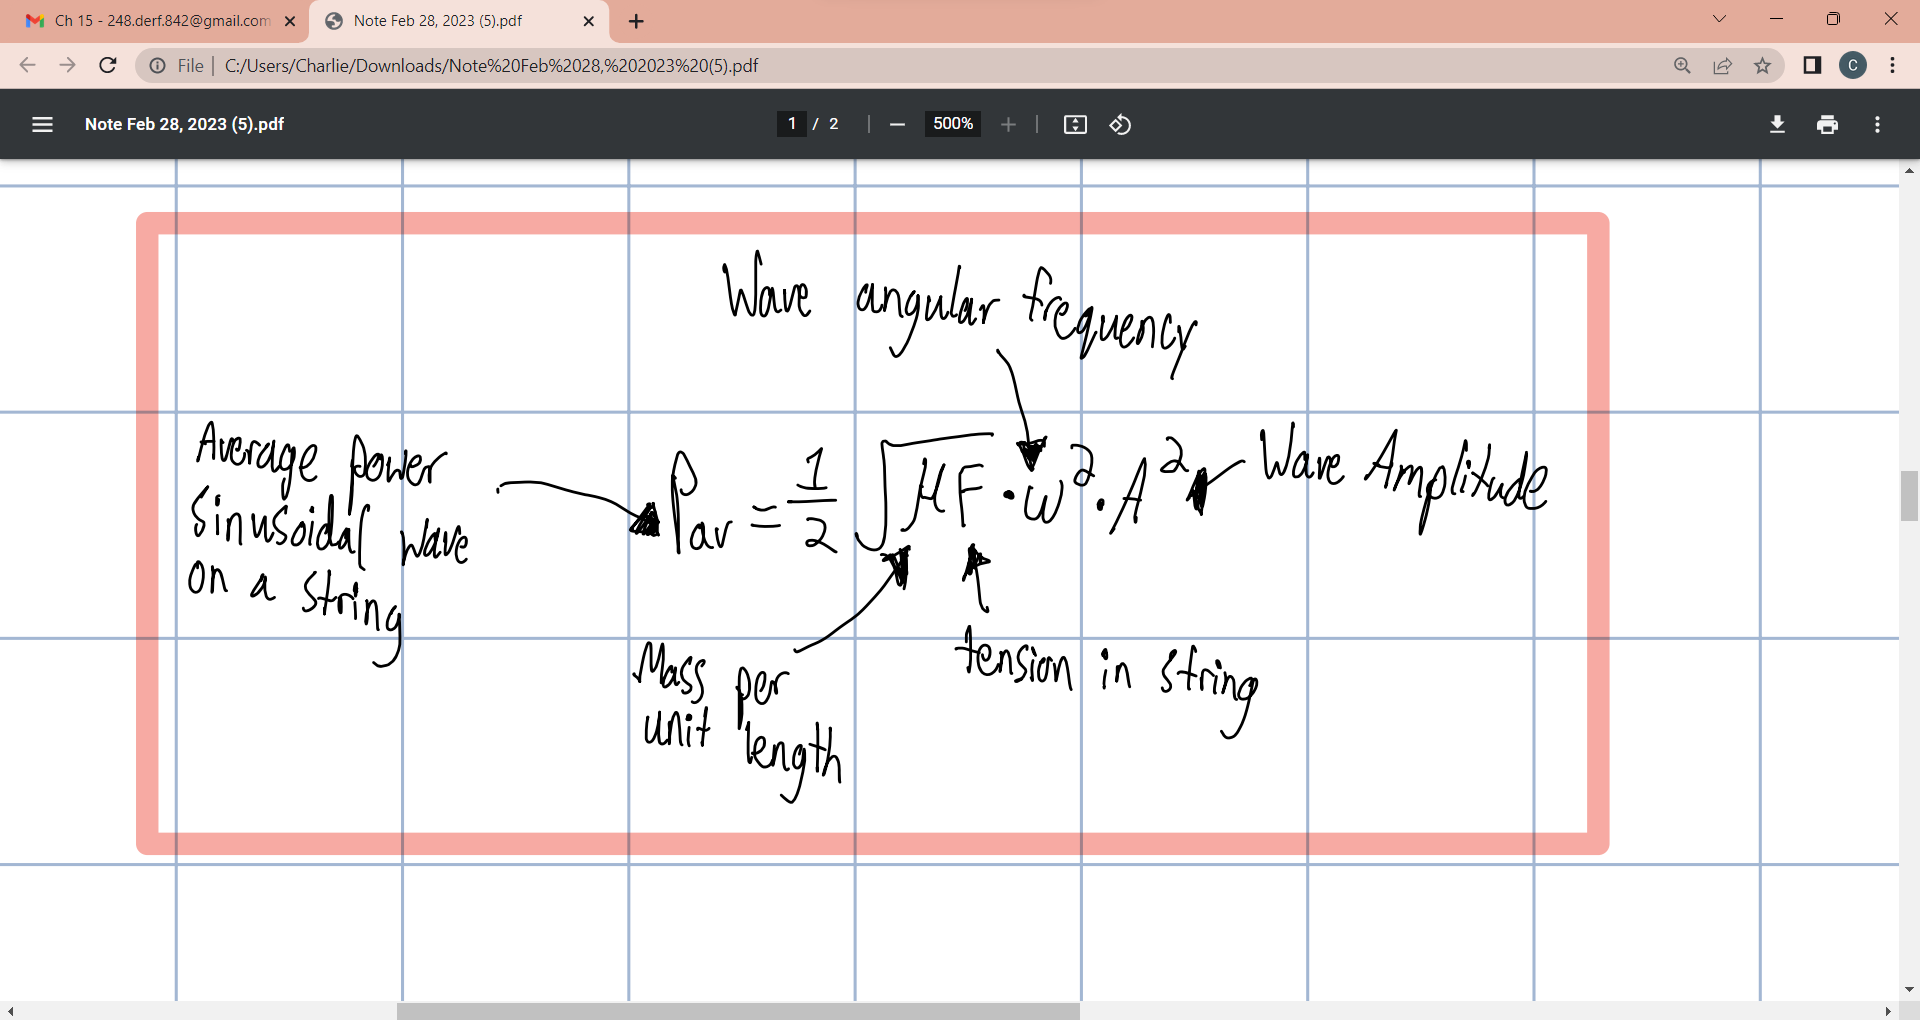 Ch 15 - 248.derf.842@gmail.com
Note Feb 28, 2023 (5).pdf
File | C:/Users/Charlie/Downloads/Note%20Feb%2028,%202023%20(5).pdf
C
Note Feb 28, 2023 (5).pdf
1 / 2
500%
Wave angular frequency
Average power
Sinusoidal wave
on a string
Pav = 1/2 √μF · ω² · A²
Wave Amplitude
Mass per
unit length
tension in string